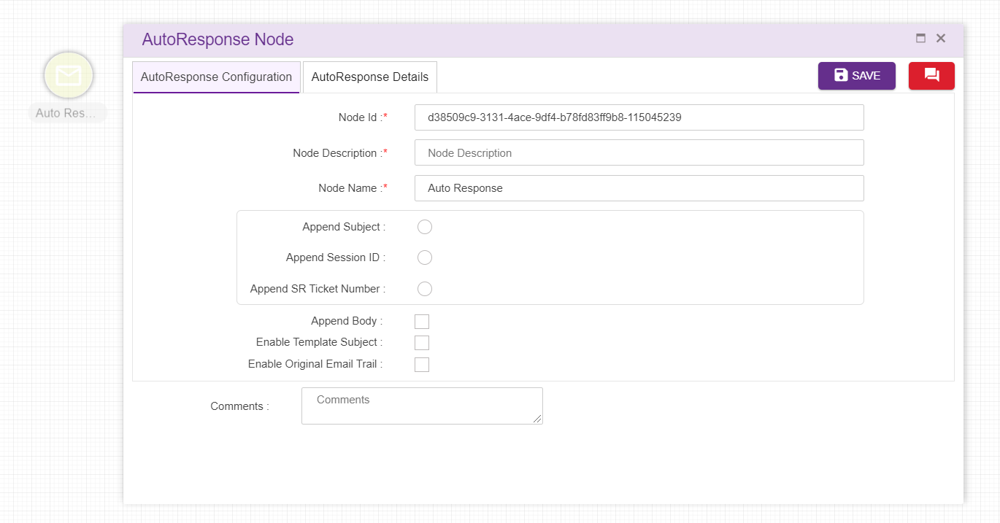 AutoResponse Node
Auto Res...
AutoResponse Configuration
AutoResponse Details
SAVE
Node Id :*
d38509c9-3131-4ace-9df4-b78fd83ff9b8-115045239
Node Description :*
Node Description
Node Name :*
Auto Response
Append Subject :
Append Session ID :
Append SR Ticket Number :
Append Body :
Enable Template Subject :
Enable Original Email Trail :
Comments :
Comments